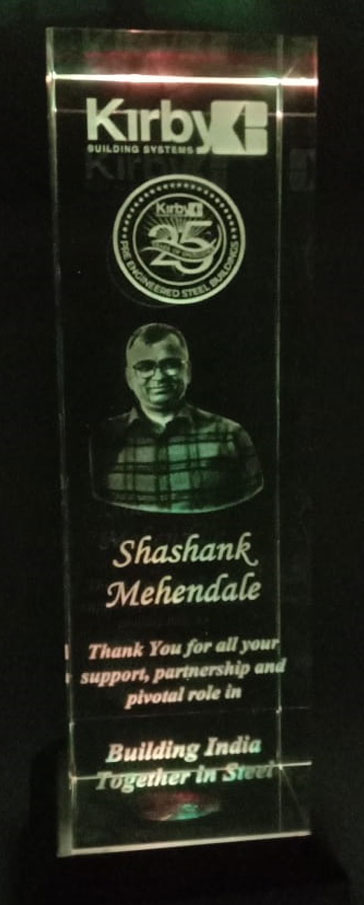 Kirby
BUILDING SYSTEMS
Kirby
25
PRE ENGINEERED STEEL BUILDINGS
Shashank
Mehendale
Thank You for all your
support, partnership and
pivotal role in
Building India
Together in Steel